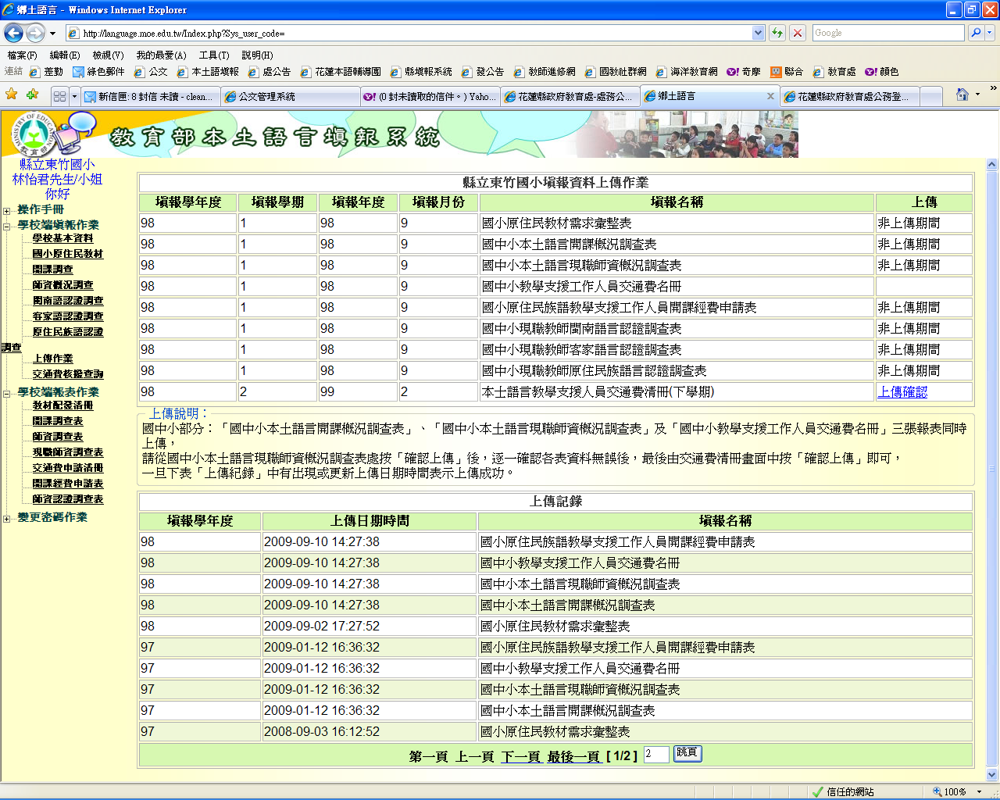 鄉土語言 - Windows Internet Explorer
http://language.moe.edu.tw/Index.php?Sys_user_code=
Google
檔案(F) 編輯(E) 檢視(V) 我的最愛(A) 工具(T) 說明(H)
連結 差勤 綠色郵件 公文 本土語填報 處公告 花蓮本語輔導團 縣填報系統 發公告 教師進修網 國教社群網 海洋教育網 奇摩 聯合 教育處 顏色
新信匣: 8 封信 未讀 - clean... 公文管理系統 (0 封未讀取的信件。) Yaho... 花蓮縣政府教育處-處務公... 鄉土語言 花蓮縣政府教育處公務登...
MINISTRY OF EDUCATION
教育部
教育部本土語言填報系統
縣立東竹國小
林怡君先生/小姐
你好
操作手冊
學校端填報作業
學校基本資料
國小原住民教材
開課調查
師資概況調查
閩南語認證調查
客家語認證調查
原住民族語認證
調查
上傳作業
交通費核撥查詢
學校端報表作業
教材配發清冊
開課調查表
師資調查表
現職師資調查表
交通費申請清冊
開課經費申請表
師資認證調查表
變更密碼作業
縣立東竹國小填報資料上傳作業
填報學年度 填報學期 填報年度 填報月份 填報名稱 上傳
98 1 98 9 國小原住民教材需求彙整表 非上傳期間
98 1 98 9 國中小本土語言開課概況調查表 非上傳期間
98 1 98 9 國中小本土語言現職師資概況調查表 非上傳期間
98 1 98 9 國中小教學支援工作人員交通費名冊
98 1 98 9 國小原住民族語教學支援工作人員開課經費申請表 非上傳期間
98 1 98 9 國中小現職教師閩南語言認證調查表 非上傳期間
98 1 98 9 國中小現職教師客家語言認證調查表 非上傳期間
98 1 98 9 國中小現職教師原住民族語言認證調查表 非上傳期間
98 2 99 2 本土語言教學支援人員交通費清冊(下學期) 上傳確認
上傳說明：
國中小部分：「國中小本土語言開課概況調查表」、「國中小本土語言現職師資概況調查表」及「國中小教學支援工作人員交通費名冊」三張報表同時
上傳，
請從國中小本土語言現職師資概況調查表處按「確認上傳」後，逐一確認各表資料無誤後，最後由交通費清冊畫面中按「確認上傳」即可，
一旦下表「上傳紀錄」中有出現或更新上傳日期時間表示上傳成功。
上傳記錄
填報學年度 上傳日期時間 填報名稱
98 2009-09-10 14:27:38 國小原住民族語教學支援工作人員開課經費申請表
98 2009-09-10 14:27:38 國中小教學支援工作人員交通費名冊
98 2009-09-10 14:27:38 國中小本土語言現職師資概況調查表
98 2009-09-10 14:27:38 國中小本土語言開課概況調查表
98 2009-09-02 17:27:52 國小原住民教材需求彙整表
97 2009-01-12 16:36:32 國小原住民族語教學支援工作人員開課經費申請表
97 2009-01-12 16:36:32 國中小教學支援工作人員交通費名冊
97 2009-01-12 16:36:32 國中小本土語言現職師資概況調查表
97 2009-01-12 16:36:32 國中小本土語言開課概況調查表
97 2008-09-03 16:12:52 國小原住民教材需求彙整表
第一頁 上一頁 下一頁 最後一頁 [ 1/2 ] 2 跳頁
信任的網站 100%